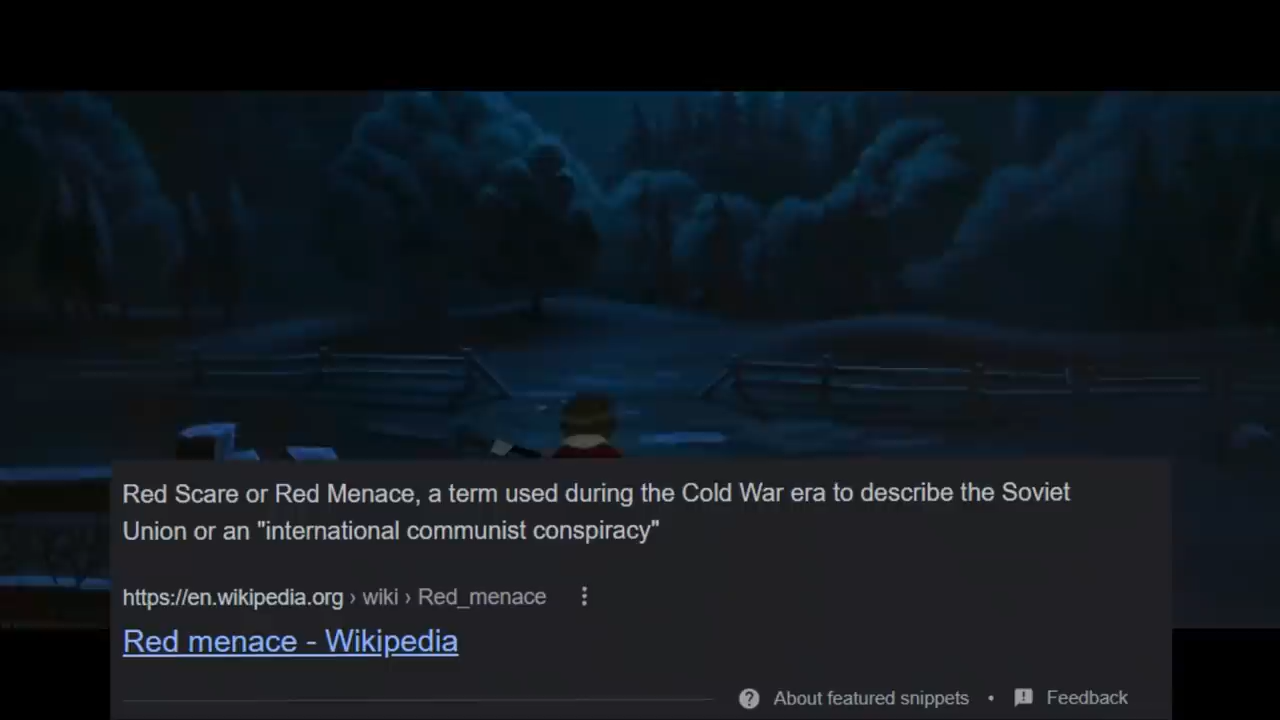 Red Scare or Red Menace, a term used during the Cold War era to describe the Soviet
Union or an "international communist conspiracy"
https://en.wikipedia.org › wiki › Red_menace
Red menace - Wikipedia
About featured snippets • Feedback